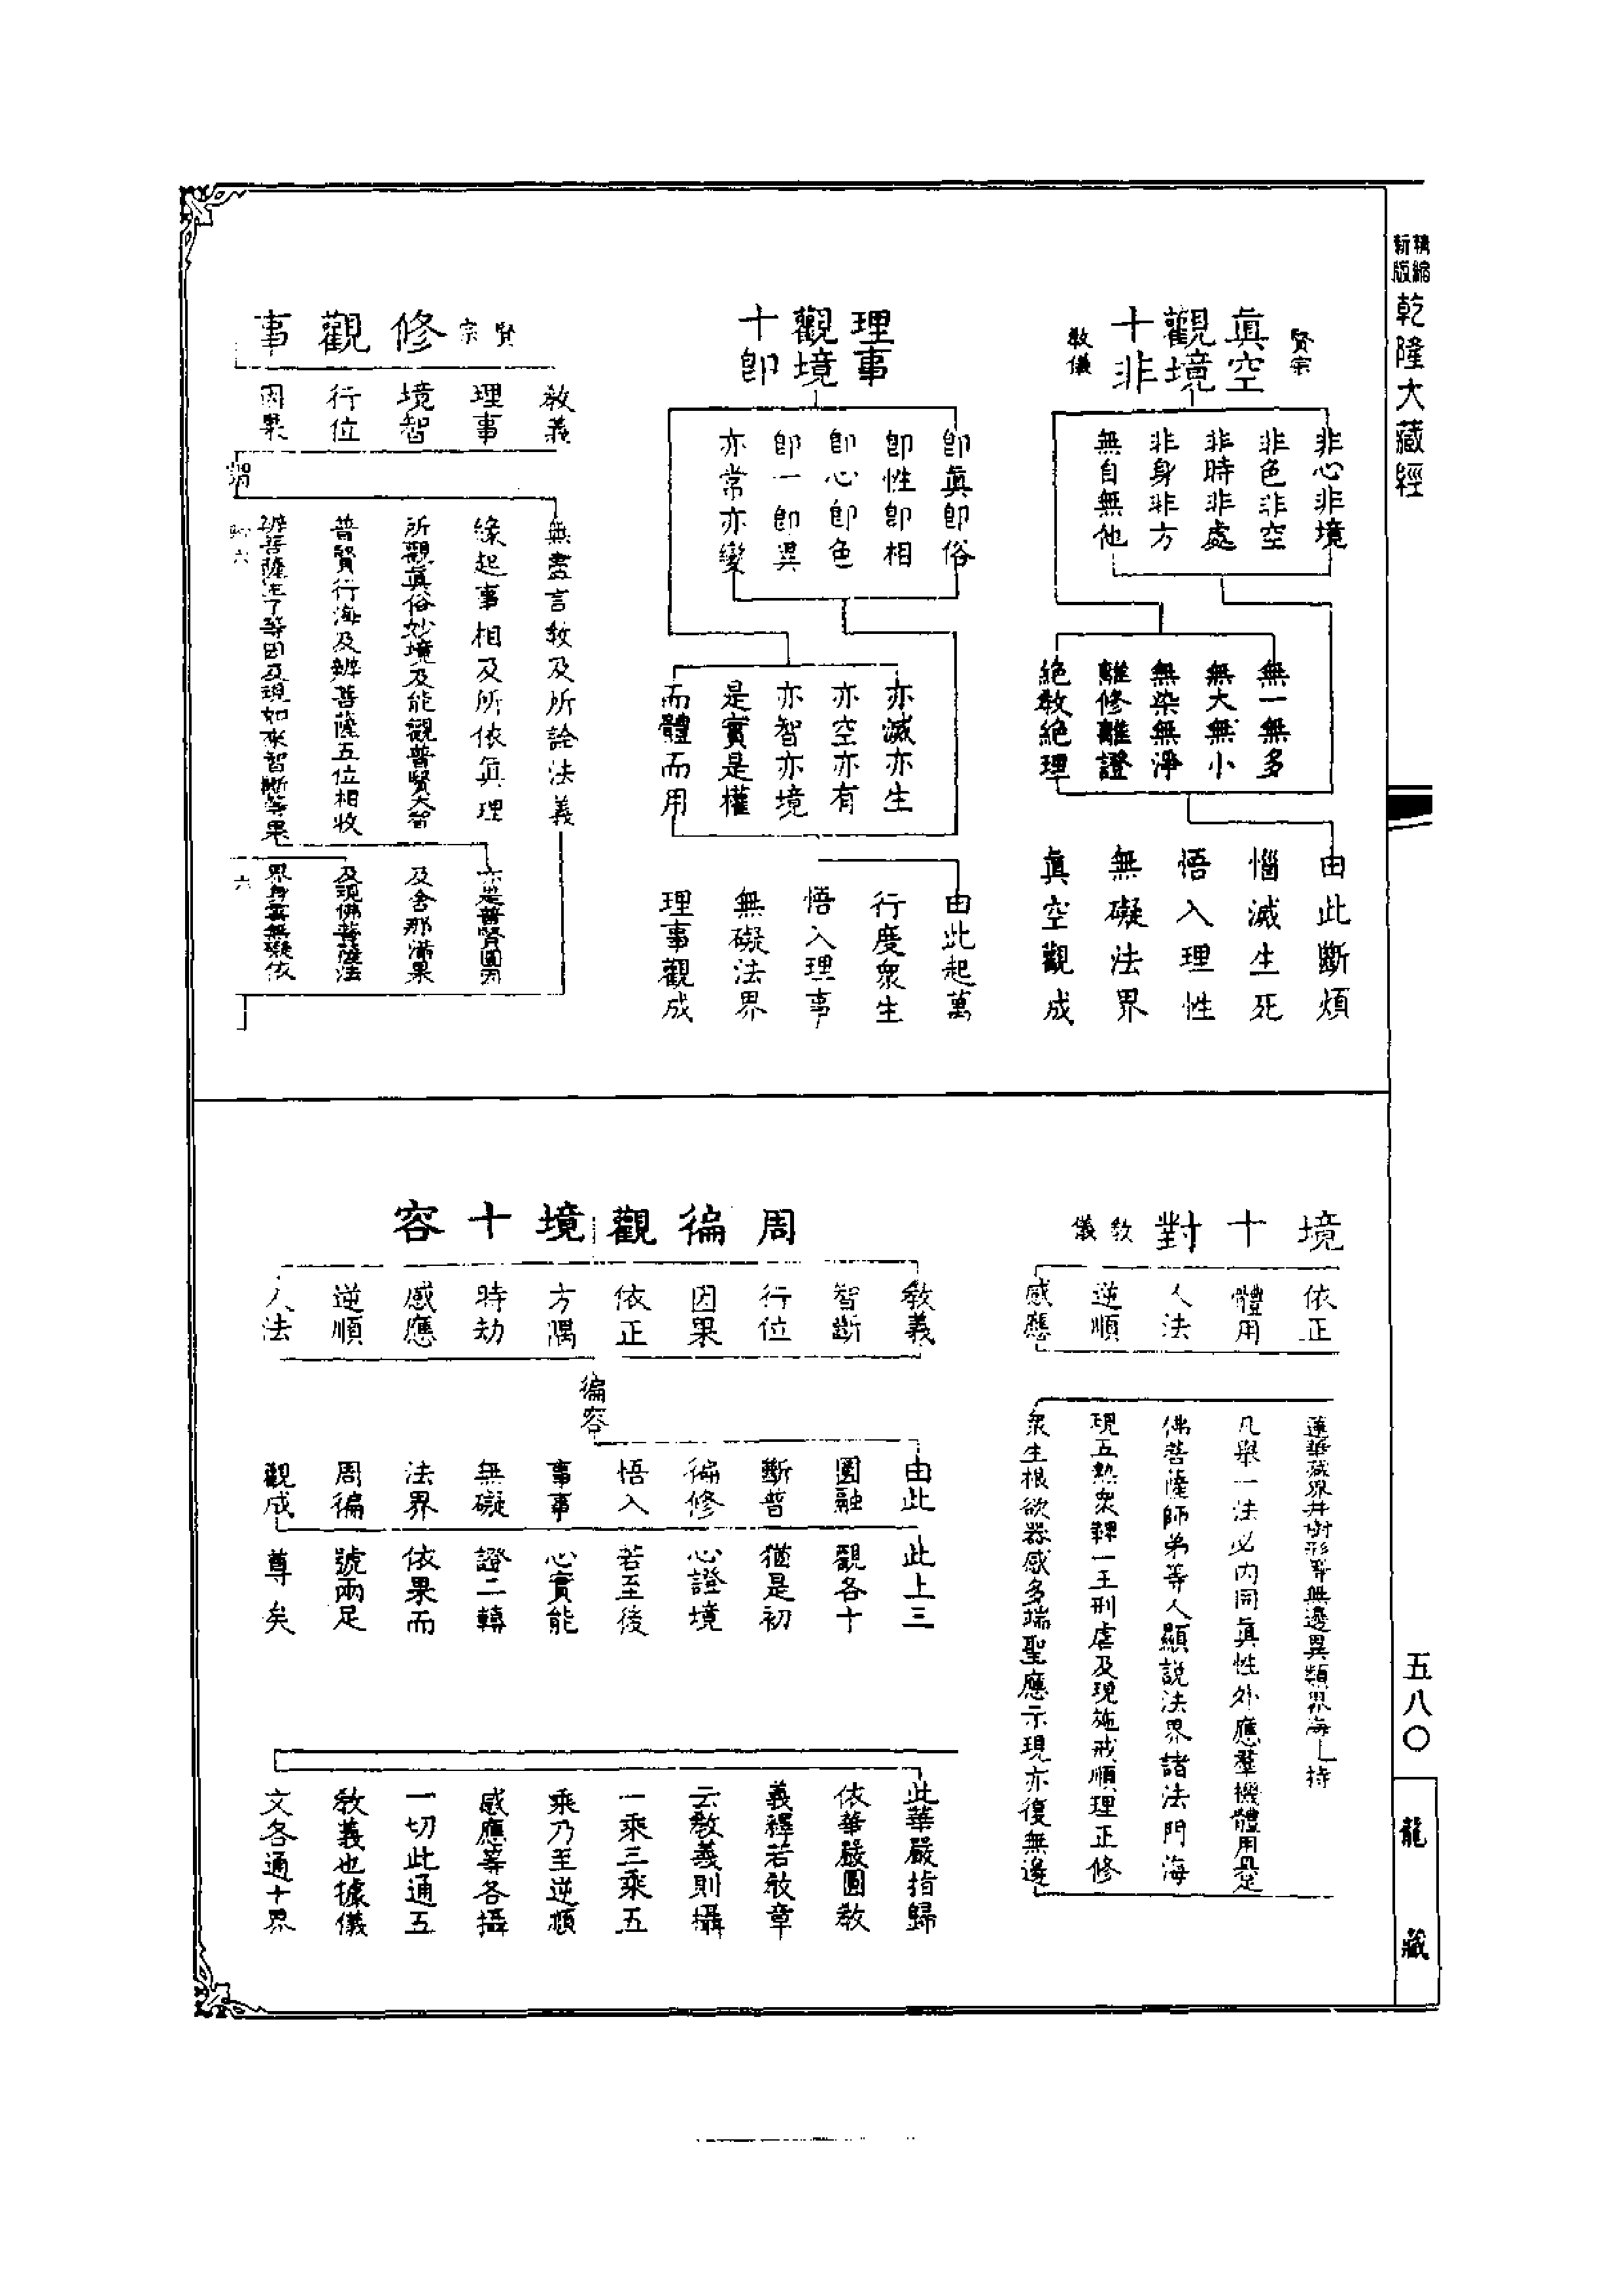 精縮
新版
乾隆大藏經
五八〇
龍藏
賢宗
真空
觀境
十非
教儀
非心非境
非色非空
非時非處
非身非方
無自無他
無一無多
無大無小
無染無淨
離修離證
絕教絕理
由此斷煩
惱滅生死
悟入理性
無礙法界
真空觀成
理事
觀境
十即
即真即俗
即性即相
即心即色
即一即異
亦常亦變
亦滅亦生
亦空亦有
亦智亦境
是實是權
而體而用
由此起萬
行度眾生
悟入理事
無礙法界
理事觀成
賢宗
修觀事
教義
理事
境智
行位
因果
無盡言教及所詮法義
緣起事相及所依真理
所觀真俗妙境及能觀普賢大智
普賢行海及辨菩薩五位相收
辨菩薩生了等因及現如來智斷等果
亦是普賢圓因
及舍那滿果
及現佛菩薩法
界身雲無礙依
六
六
境十對
教儀
依正
體用
人法
逆順
感應
蓮華藏界并樹形等無邊異類界海
持
凡舉一法必內同真性外應群機體用具足
佛菩薩師弟等人顯說法界諸法門海
現五熱眾鞞一王刑虐及現施戒順理正修
眾生根欲器感多端聖應示現亦復無邊
周徧觀境十容
教義
智斷
行位
因果
依正
方隅
時劫
感應
逆順
人法
徧容
由此
圓融
斷普
徧修
悟入
事事
無礙
法界
周徧
觀成
此上三
觀各十
猶是初
心證境
若至後
心實能
證二轉
依果而
號兩足
尊矣
此華嚴指歸
依華嚴圓教
義釋若教章
云教義則攝
一乘三乘五
乘乃至逆順
感應等各攝
一切此通五
教義也據儀
文各通十界